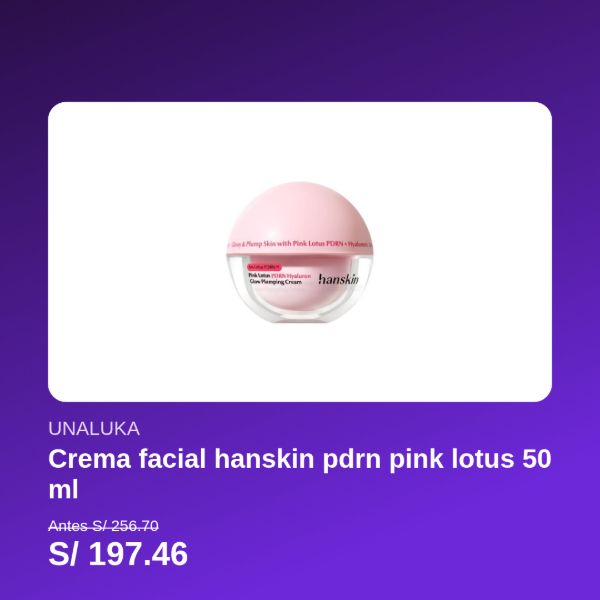 Glowy & Plump Skin with Pink Lotus PDRN • Hyaluron
Pink Lotus PDRN Hyaluron
Glow Plumping Cream
hanskin
UNALUKA
Crema facial hanskin pdrn pink lotus 50
ml
Antes S/ 256.70
S/ 197.46